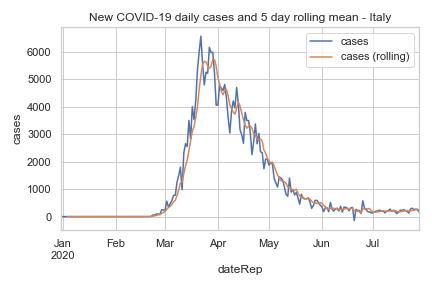 New COVID-19 daily cases and 5 day rolling mean - Italy
cases
cases (rolling)
6000
5000
4000
3000
2000
1000
0
cases
Jan Feb Mar Apr May Jun Jul
2020
dateRep